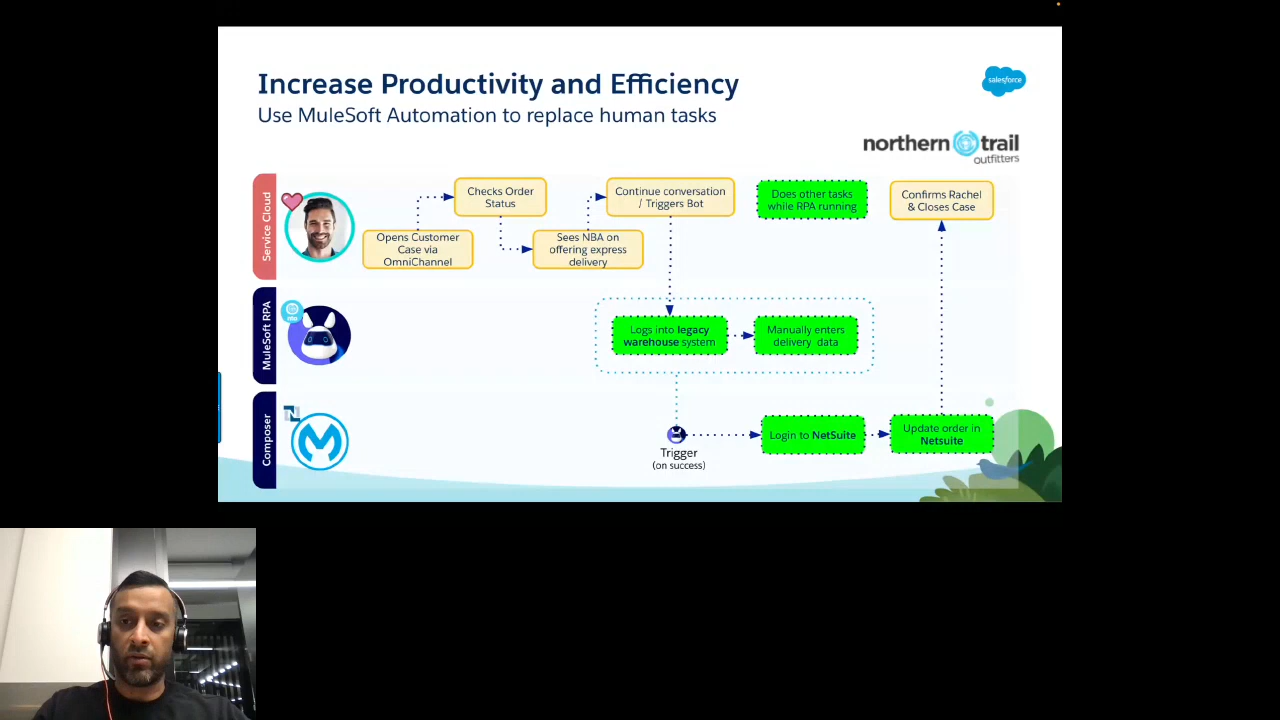 Increase Productivity and Efficiency
Use MuleSoft Automation to replace human tasks
salesforce
northern trail
outfitters
Service Cloud
Opens Customer
Case via
OmniChannel
Checks Order
Status
Sees NBA on
offering express
delivery
Continue conversation
/ Triggers Bot
Does other tasks
while RPA running
Confirms Rachel
& Closes Case
MuleSoft RPA
Logs into legacy
warehouse system
Manually enters
delivery data
Composer
N
Trigger
(on success)
Login to NetSuite
Update order in
Netsuite